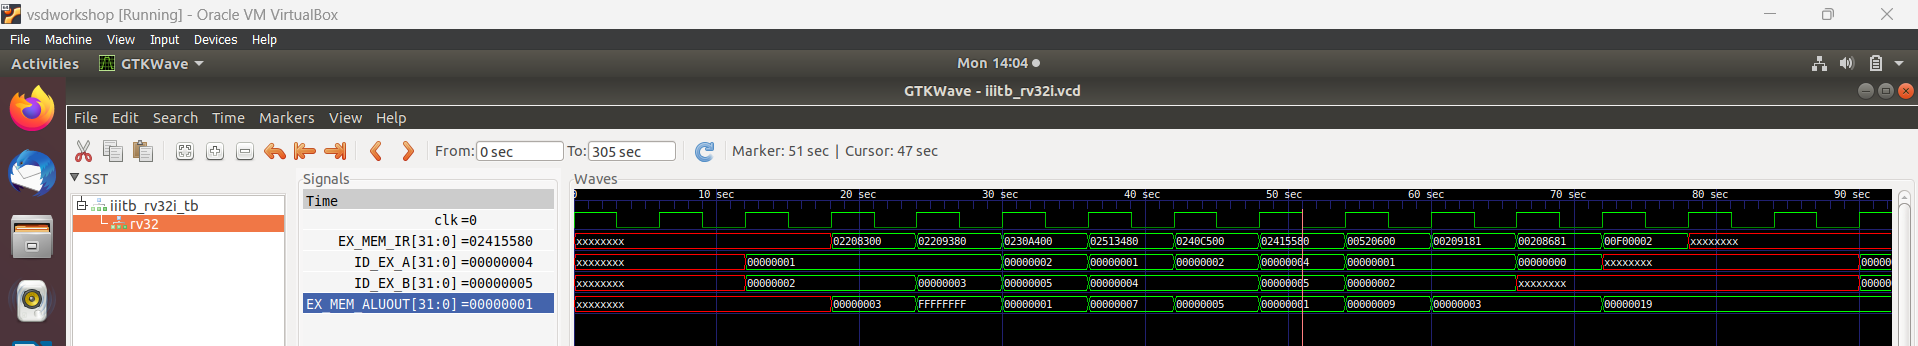 vsdworkshop [Running] - Oracle VM VirtualBox
File Machine View Input Devices Help
Activities GTKWave Mon 14:04
GTKWave - iiitb_rv32i.vcd
File Edit Search Time Markers View Help
From: 0 sec To: 305 sec Marker: 51 sec | Cursor: 47 sec
SST
iiitb_rv32i_tb
rv32
Signals
Time
clk=0
EX_MEM_IR[31:0]=02415580
ID_EX_A[31:0]=00000004
ID_EX_B[31:0]=00000005
EX_MEM_ALUOUT[31:0]=00000001
Waves
0 10 sec 20 sec 30 sec 40 sec 50 sec 60 sec 70 sec 80 sec 90 sec
xxxxxxxx 02208300 02209380 0230A400 02513480 0240C500 02415580 00520600 00209181 00208681 00F00002 xxxxxxxx
xxxxxxxx 00000001 00000002 00000001 00000002 00000004 00000001 00000000 xxxxxxxx 0000
xxxxxxxx 00000002 00000003 00000005 00000004 00000005 00000002 xxxxxxxx 0000
xxxxxxxx 00000003 FFFFFFFF 00000001 00000007 00000005 00000001 00000009 00000003 00000019